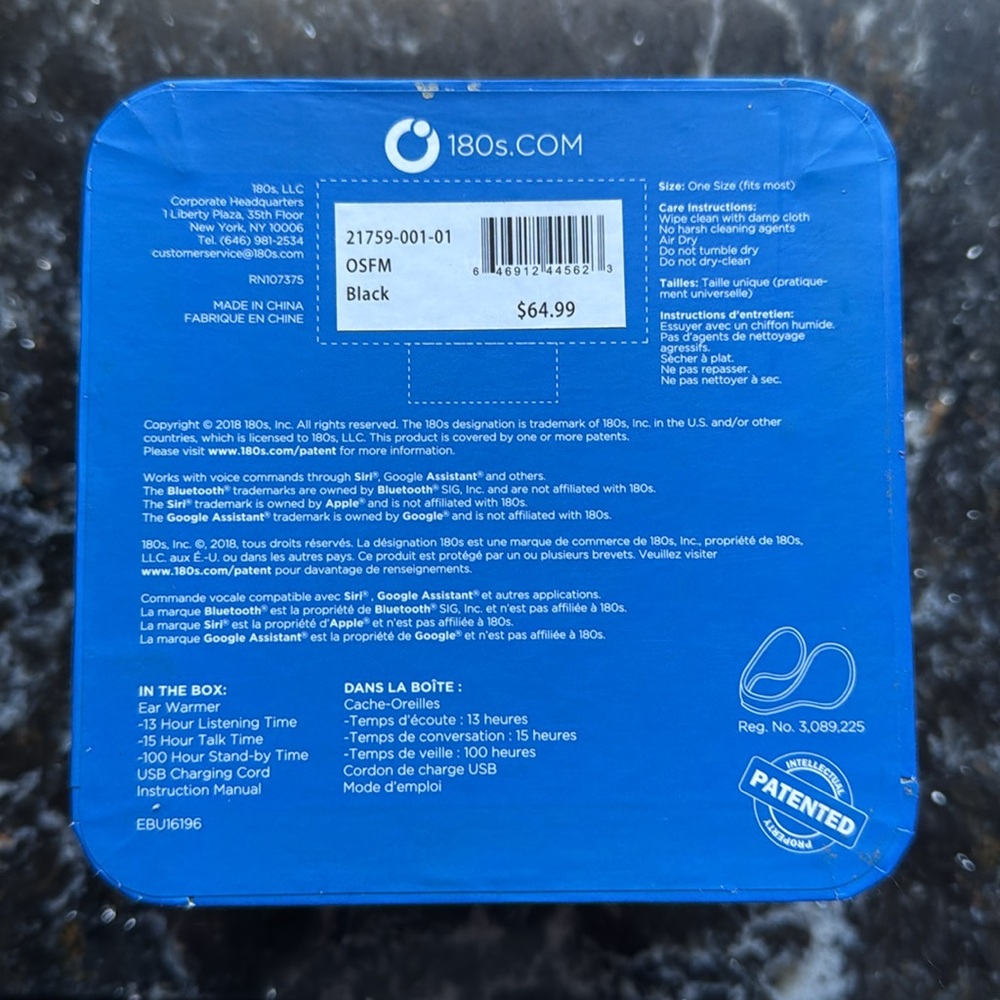 180s.COM
180s, LLC
Corporate Headquarters
1 Liberty Plaza, 35th Floor
New York, NY 10006
Tel. (646) 981-2534
customerservice@180s.com
RN107375
MADE IN CHINA
FABRIQUE EN CHINE
21759-001-01
OSFM
Black
6 46912 44562 3
$64.99
Size: One Size (fits most)
Care Instructions:
Wipe clean with damp cloth
No harsh cleaning agents
Air Dry
Do not tumble dry
Do not dry-clean
Tailles: Taille unique (pratique-
ment universelle)
Instructions d'entretien:
Essuyer avec un chiffon humide.
Pas d'agents de nettoyage
agressifs.
Sècher à plat.
Ne pas repasser.
Ne pas nettoyer à sec.
Copyright © 2018 180s, Inc. All rights reserved. The 180s designation is trademark of 180s, Inc. in the U.S. and/or other
countries, which is licensed to 180s, LLC. This product is covered by one or more patents.
Please visit www.180s.com/patent for more information.
Works with voice commands through Siri®, Google Assistant® and others.
The Bluetooth® trademarks are owned by Bluetooth® SIG, Inc. and are not affiliated with 180s.
The Siri® trademark is owned by Apple® and is not affiliated with 180s.
The Google Assistant® trademark is owned by Google® and is not affiliated with 180s.
180s, Inc. ©, 2018, tous droits réservés. La désignation 180s est une marque de commerce de 180s, Inc., propriété de 180s,
LLC. aux É.-U. ou dans les autres pays. Ce produit est protégé par un ou plusieurs brevets. Veuillez visiter
www.180s.com/patent pour davantage de renseignements.
Commande vocale compatible avec Siri® , Google Assistant® et autres applications.
La marque Bluetooth® est la propriété de Bluetooth® SIG, Inc. et n'est pas affiliée à 180s.
La marque Siri® est la propriété d'Apple® et n'est pas affiliée à 180s.
La marque Google Assistant® est la propriété de Google® et n'est pas affiliée à 180s.
IN THE BOX:
Ear Warmer
-13 Hour Listening Time
-15 Hour Talk Time
-100 Hour Stand-by Time
USB Charging Cord
Instruction Manual
EBU16196
DANS LA BOÎTE :
Cache-Oreilles
-Temps d'écoute : 13 heures
-Temps de conversation : 15 heures
-Temps de veille : 100 heures
Cordon de charge USB
Mode d'emploi
Reg. No. 3,089,225
INTELLECTUAL
PATENTED
PROPERTY